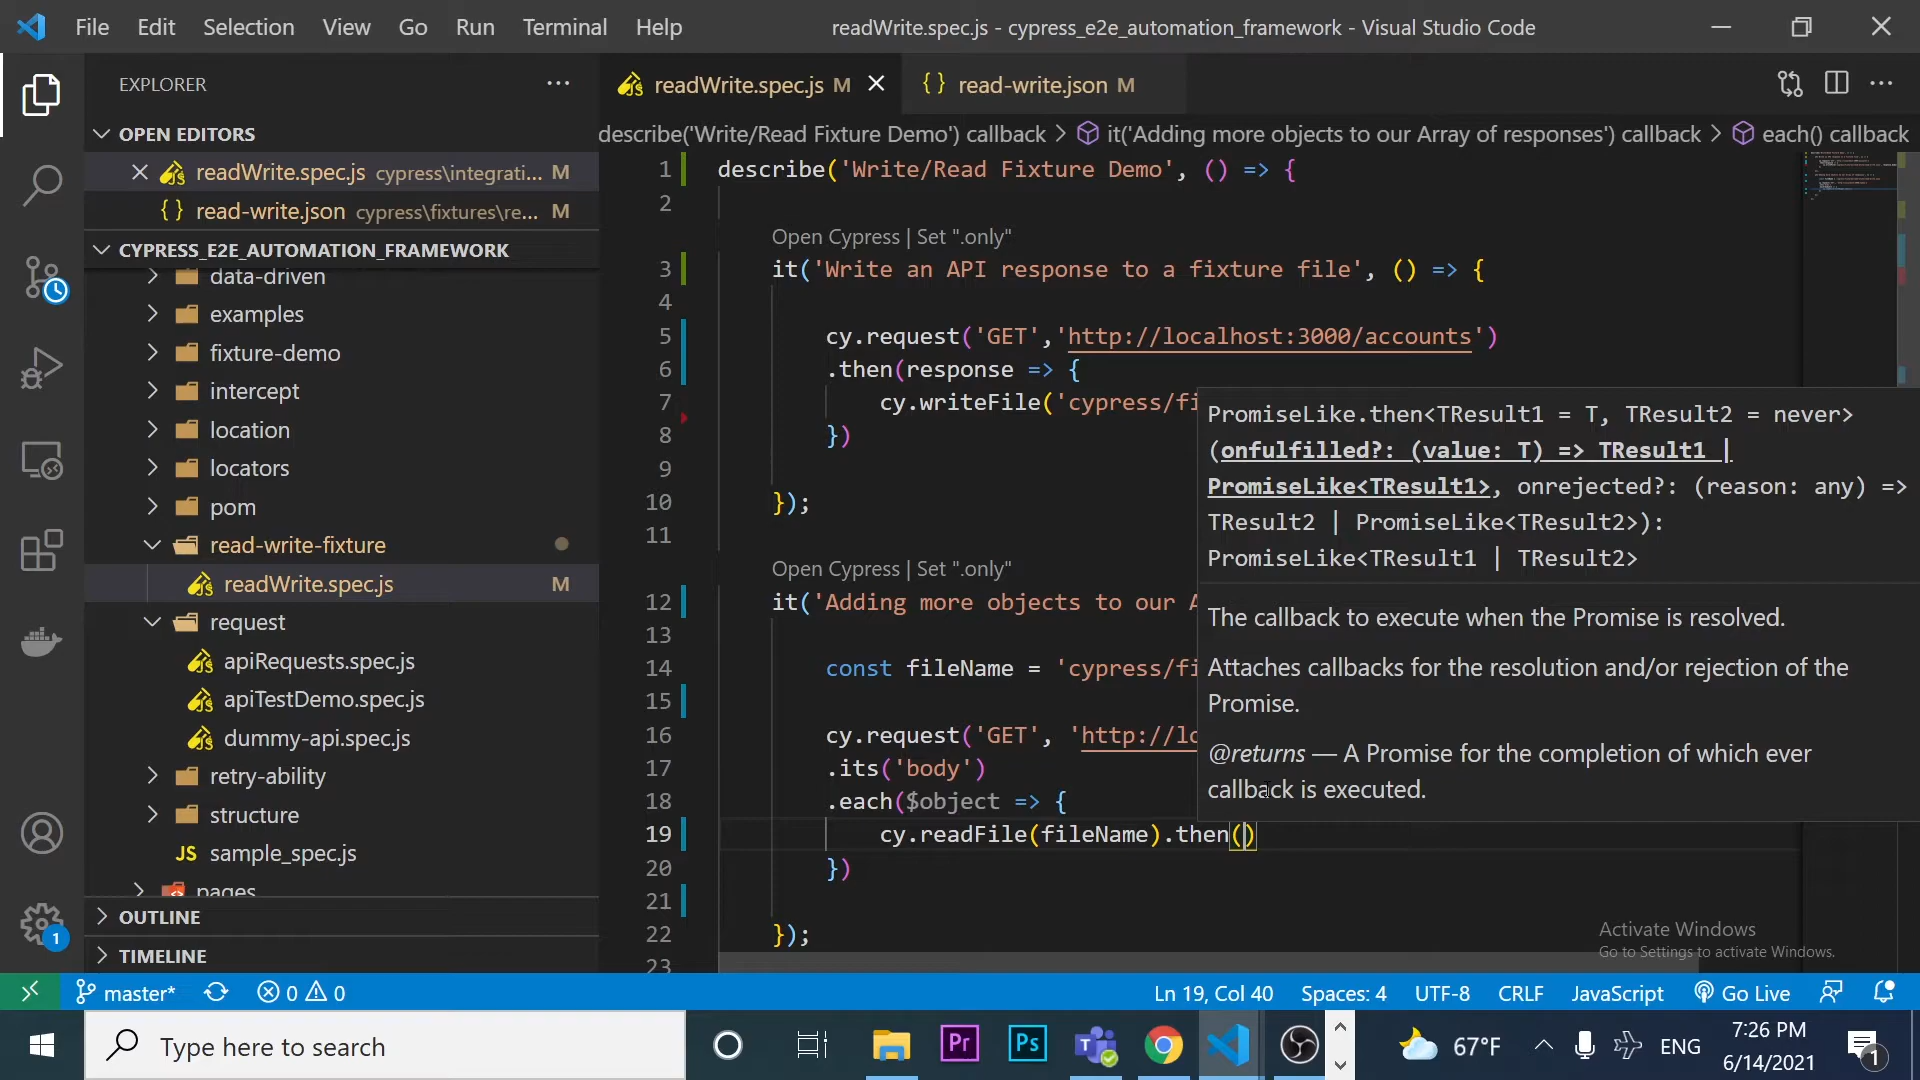 File Edit Selection View Go Run Terminal Help
readWrite.spec.js - cypress_e2e_automation_framework - Visual Studio Code
EXPLORER
OPEN EDITORS
readWrite.spec.js cypress\integrati... M
{} read-write.json cypress\fixtures\re... M
CYPRESS_E2E_AUTOMATION_FRAMEWORK
data-driven
examples
fixture-demo
intercept
location
locators
pom
read-write-fixture
readWrite.spec.js M
request
apiRequests.spec.js
apiTestDemo.spec.js
dummy-api.spec.js
retry-ability
structure
JS sample_spec.js
pages
OUTLINE
TIMELINE
1
readWrite.spec.js M
{} read-write.json M
describe('Write/Read Fixture Demo') callback > it('Adding more objects to our Array of responses') callback > each() callback
1 describe('Write/Read Fixture Demo', () => {
2
Open Cypress | Set ".only"
3 it('Write an API response to a fixture file', () => {
4
5 cy.request('GET','http://localhost:3000/accounts')
6 .then(response => {
7 cy.writeFile('cypress/fi
8 })
9
10 });
11
Open Cypress | Set ".only"
12 it('Adding more objects to our A
13
14 const fileName = 'cypress/fi
15
16 cy.request('GET', 'http://lo
17 .its('body')
18 .each($object => {
19 cy.readFile(fileName).then()
20 })
21
22 });
23
PromiseLike.then<TResult1 = T, TResult2 = never>
(onfulfilled?: (value: T) => TResult1 |
PromiseLike<TResult1>, onrejected?: (reason: any) =>
TResult2 | PromiseLike<TResult2>):
PromiseLike<TResult1 | TResult2>
The callback to execute when the Promise is resolved.
Attaches callbacks for the resolution and/or rejection of the
Promise.
@returns — A Promise for the completion of which ever
callback is executed.
Activate Windows
Go to Settings to activate Windows.
master* 0 0
Ln 19, Col 40 Spaces: 4 UTF-8 CRLF JavaScript Go Live
Type here to search
Pr
Ps
67°F
ENG
7:26 PM
6/14/2021
1